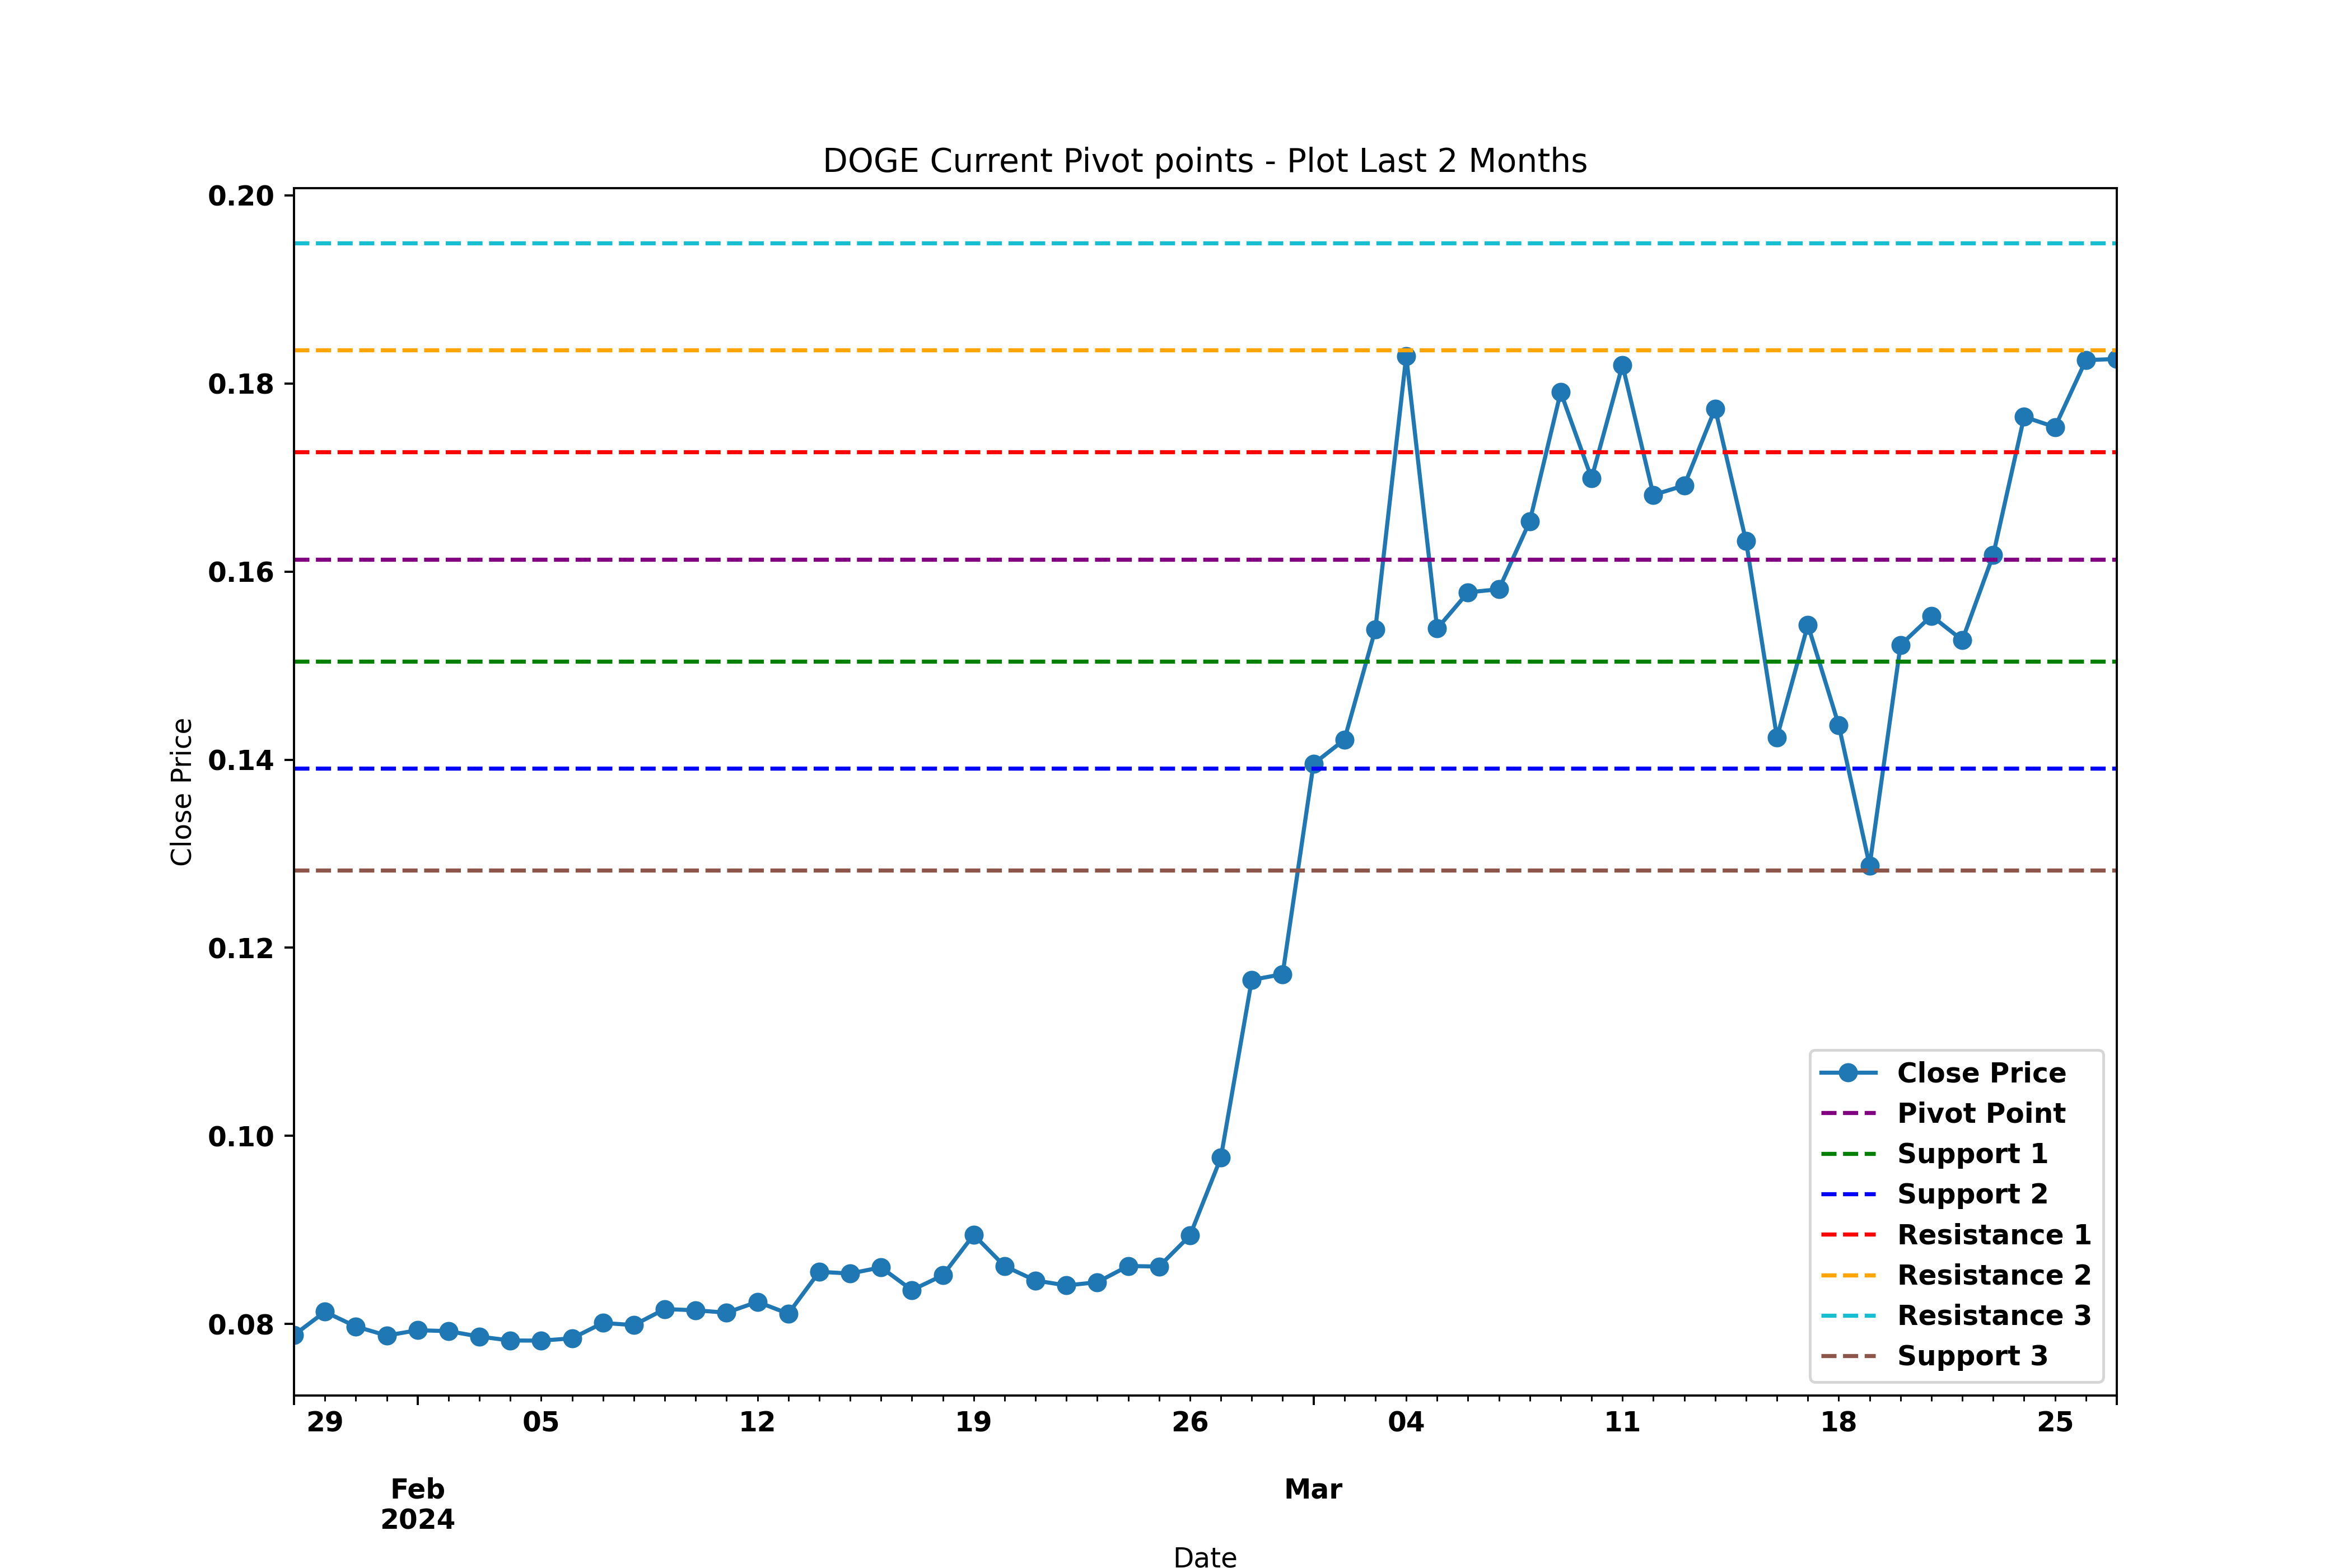 DOGE Current Pivot points - Plot Last 2 Months
0.20
0.18
0.16
0.14
0.12
0.10
0.08
Close Price
Close Price
Pivot Point
Support 1
Support 2
Resistance 1
Resistance 2
Resistance 3
Support 3
29 05 12 19 26 04 11 18 25
Feb Mar
2024
Date